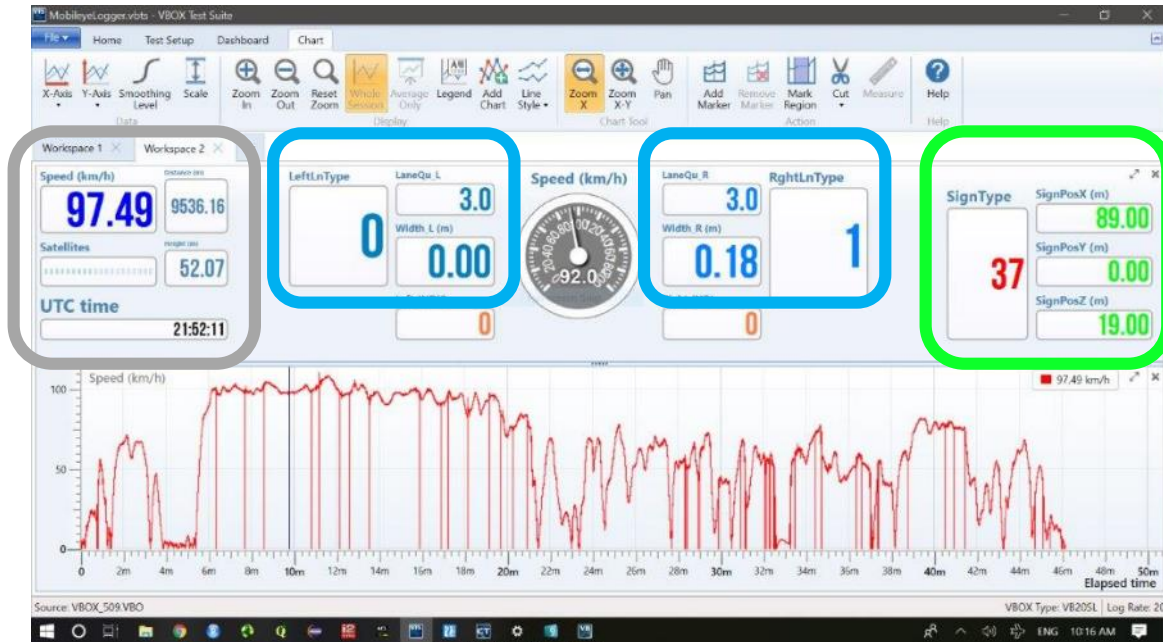 MobileyeLogger.vbts - VBOX Test Suite
File Home Test Setup Dashboard Chart
X-Axis Y-Axis Smoothing Level Scale Zoom In Zoom Out Reset Zoom Whole Session Average Only Legend Add Chart Line Style Zoom X Zoom X-Y Pan Add Marker Remove Marker Mark Region Cut Measure Help
Data Display Chart Tool Action Help
Workspace 1 Workspace 2
Speed (km/h) Distance (m)
97.49 9536.16
Satellites Height (m)
52.07
UTC time
21:52:11
LeftLnType LaneQu_L
0 3.0
Width_L (m)
0.00
0
Speed (km/h)
92.0
LaneQu_R RghtLnType
3.0 1
Width_R (m)
0.18
0
SignType SignPosX (m)
37 89.00
SignPosY (m)
0.00
SignPosZ (m)
19.00
Speed (km/h) 97.49 km/h
100
50
0
0 2m 4m 6m 8m 10m 12m 14m 16m 18m 20m 22m 24m 26m 28m 30m 32m 34m 36m 38m 40m 42m 44m 46m 48m 50m
Elapsed time
Source: VBOX_509.VBO VBOX Type: VB20SL Log Rate: 20
ENG 10:16 AM